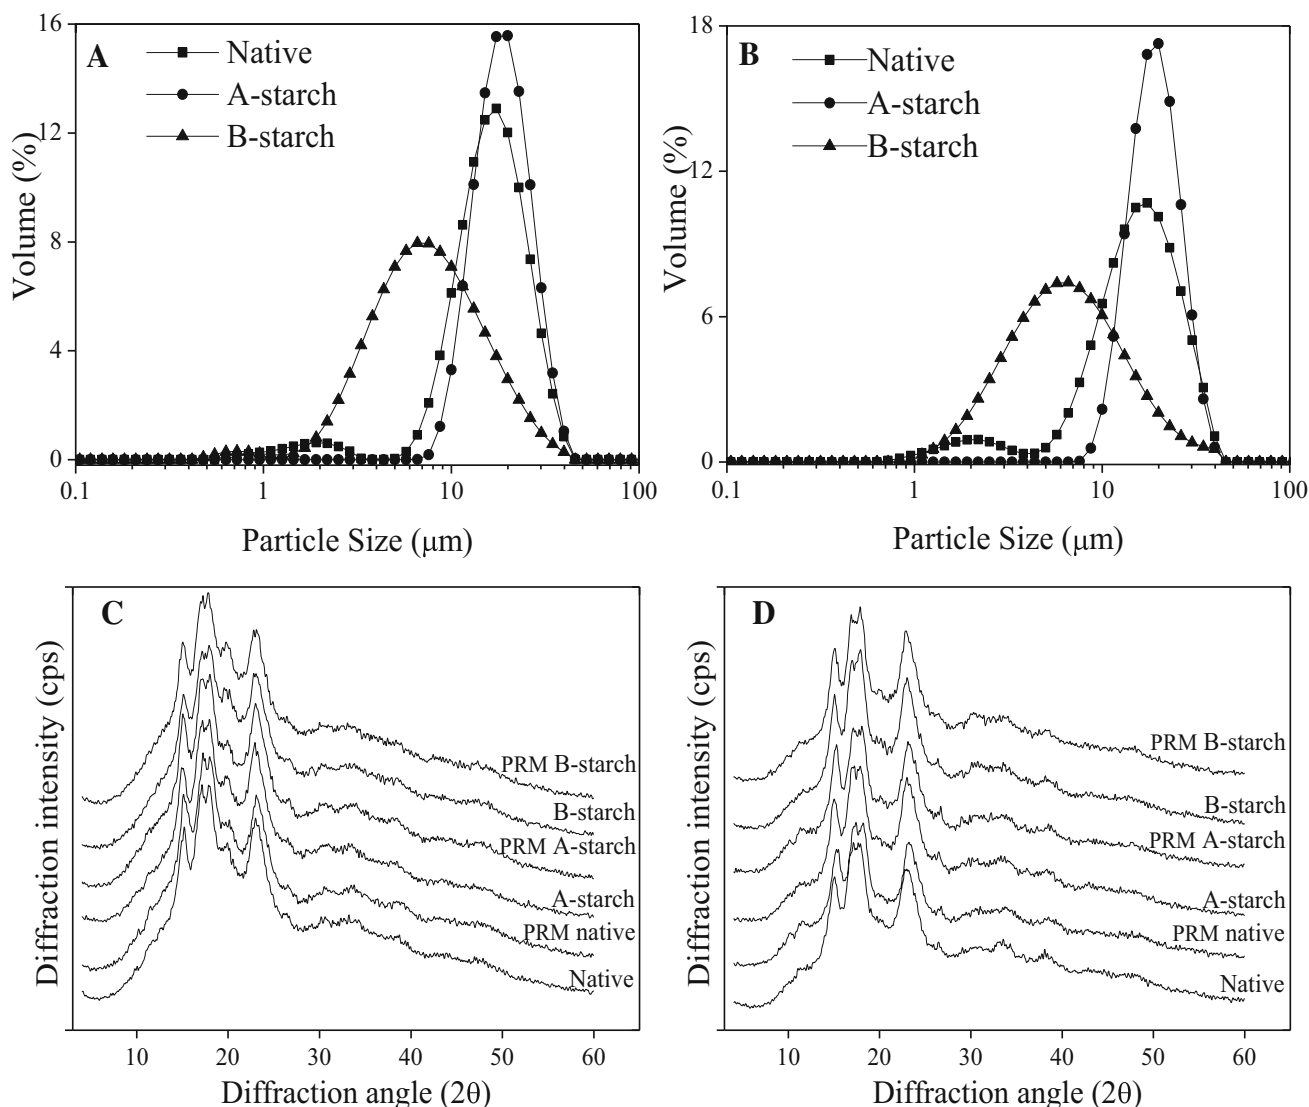 A
Native
A-starch
B-starch
16
12
8
4
0
Volume (%)
0.1 1 10 100
Particle Size (μm)
B
Native
A-starch
B-starch
18
12
6
0
Volume (%)
0.1 1 10 100
Particle Size (μm)
C
PRM B-starch
B-starch
PRM A-starch
A-starch
PRM native
Native
Diffraction intensity (cps)
10 20 30 40 50 60
Diffraction angle (2θ)
D
PRM B-starch
B-starch
PRM A-starch
A-starch
PRM native
Native
Diffraction intensity (cps)
10 20 30 40 50 60
Diffraction angle (2θ)